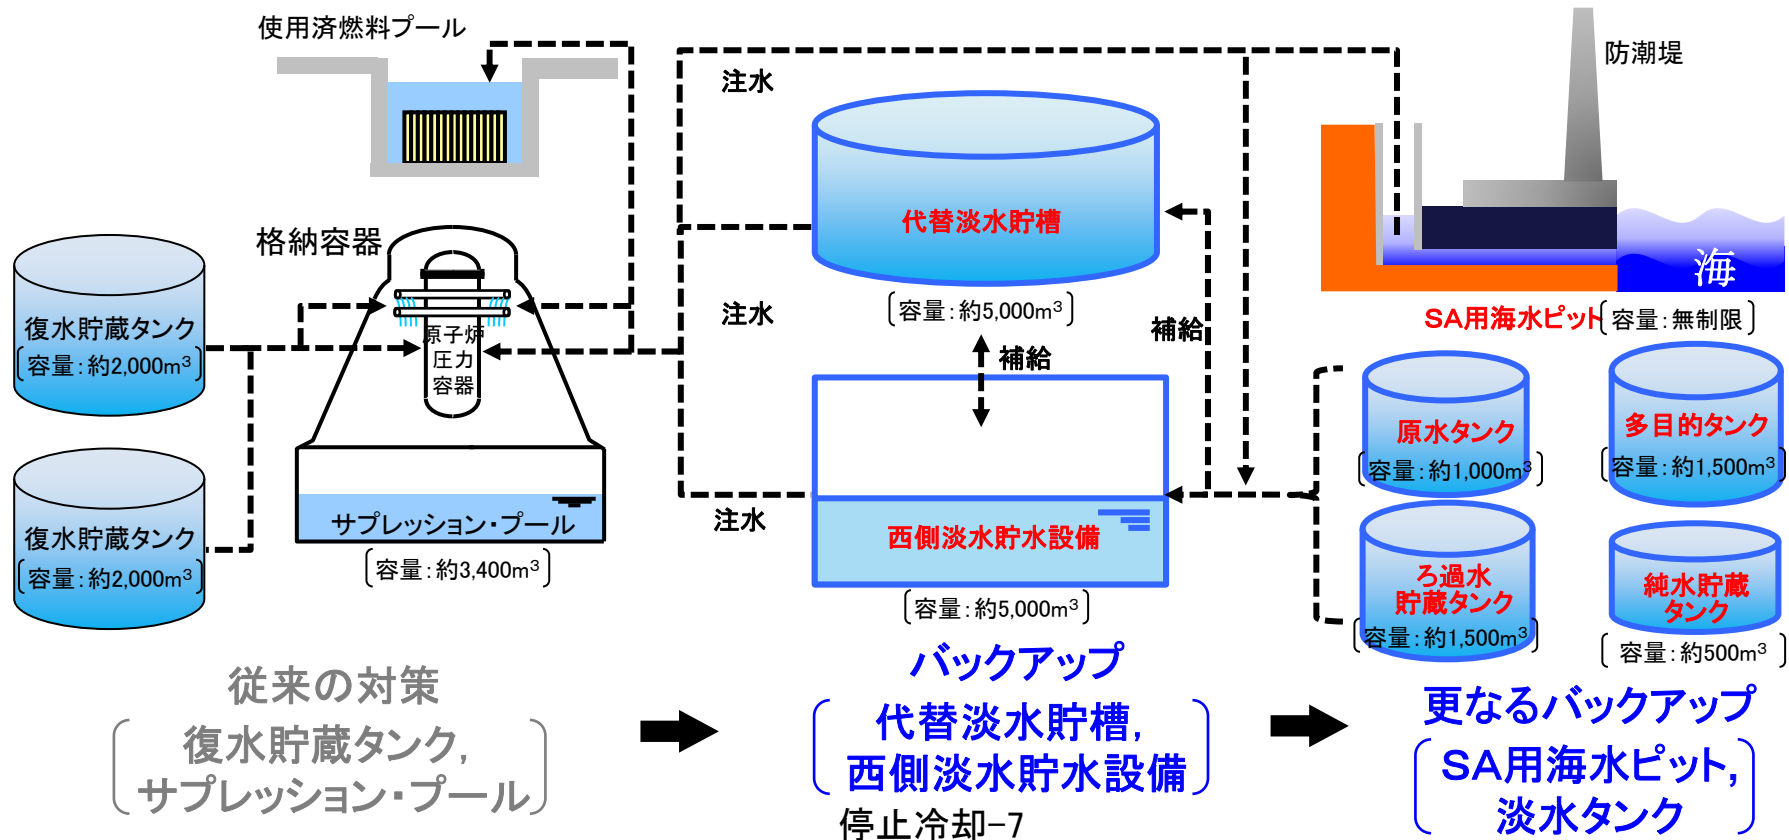 使用済燃料プール
格納容器
復水貯蔵タンク
容量:約2,000m³
復水貯蔵タンク
容量:約2,000m³
原子炉
圧力
容器
サプレッション・プール
容量:約3,400m³
注水
注水
注水
代替淡水貯槽
容量:約5,000m³
補給
補給
西側淡水貯水設備
容量:約5,000m³
防潮堤
海
SA用海水ピット
容量:無制限
原水タンク
容量:約1,000m³
多目的タンク
容量:約1,500m³
ろ過水
貯蔵タンク
容量:約1,500m³
純水貯蔵
タンク
容量:約500m³
従来の対策
復水貯蔵タンク,
サプレッション・プール
バックアップ
代替淡水貯槽,
西側淡水貯水設備
更なるバックアップ
SA用海水ピット,
淡水タンク
停止冷却-7